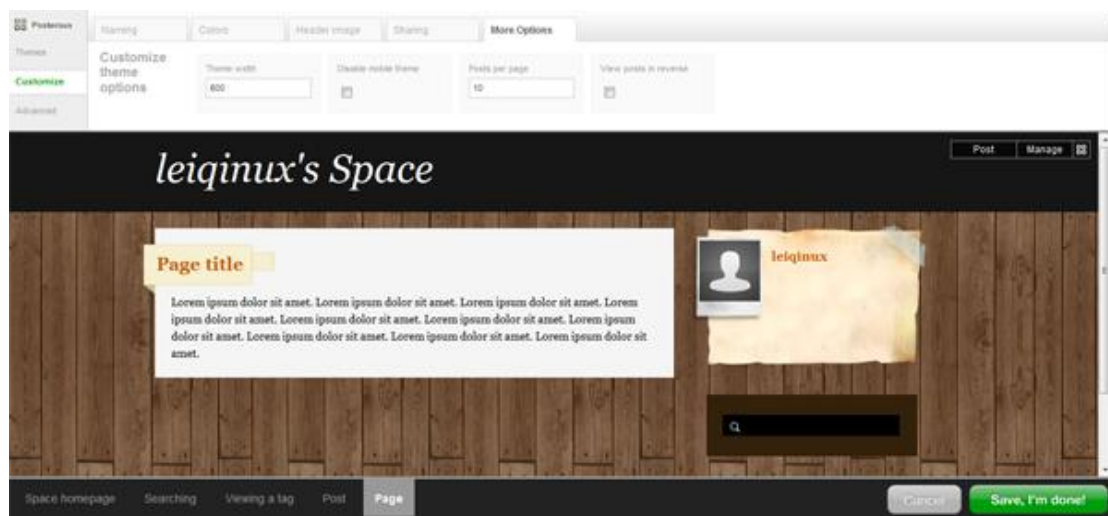 Posterous
Naming
Colors
Header image
Sharing
More Options
Themes
Customize
Advanced
Customize
theme
options
Theme width
600
Disable mobile theme
Posts per page
10
View posts in reverse
leiqinux's Space
Post
Manage
Page title
Lorem ipsum dolor sit amet. Lorem ipsum dolor sit amet. Lorem ipsum dolor sit amet. Lorem
ipsum dolor sit amet. Lorem ipsum dolor sit amet. Lorem ipsum dolor sit amet. Lorem ipsum
dolor sit amet. Lorem ipsum dolor sit amet. Lorem ipsum dolor sit amet. Lorem ipsum dolor sit
amet.
leiqinux
Space homepage
Searching
Viewing a tag
Post
Page
Cancel
Save, I'm done!